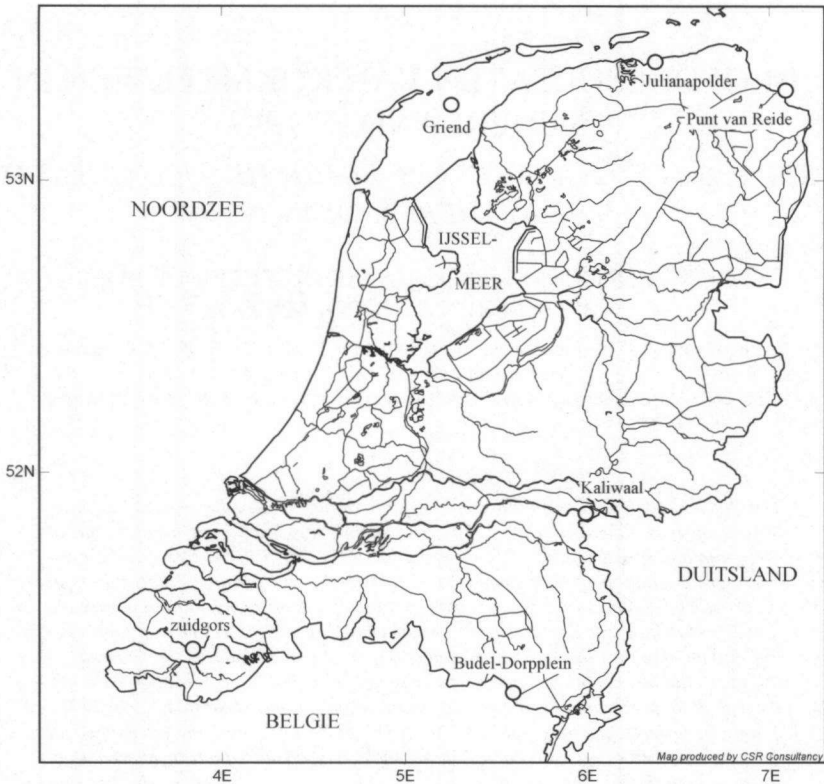 Julianapolder
Griend
Punt van Reide
53N
NOORDZEE
IJSSEL-
MEER
52N
Kaliwaal
DUITSLAND
zuidgors
Budel-Dorpplein
BELGIE
Map produced by CSR Consultancy
4E 5E 6E 7E